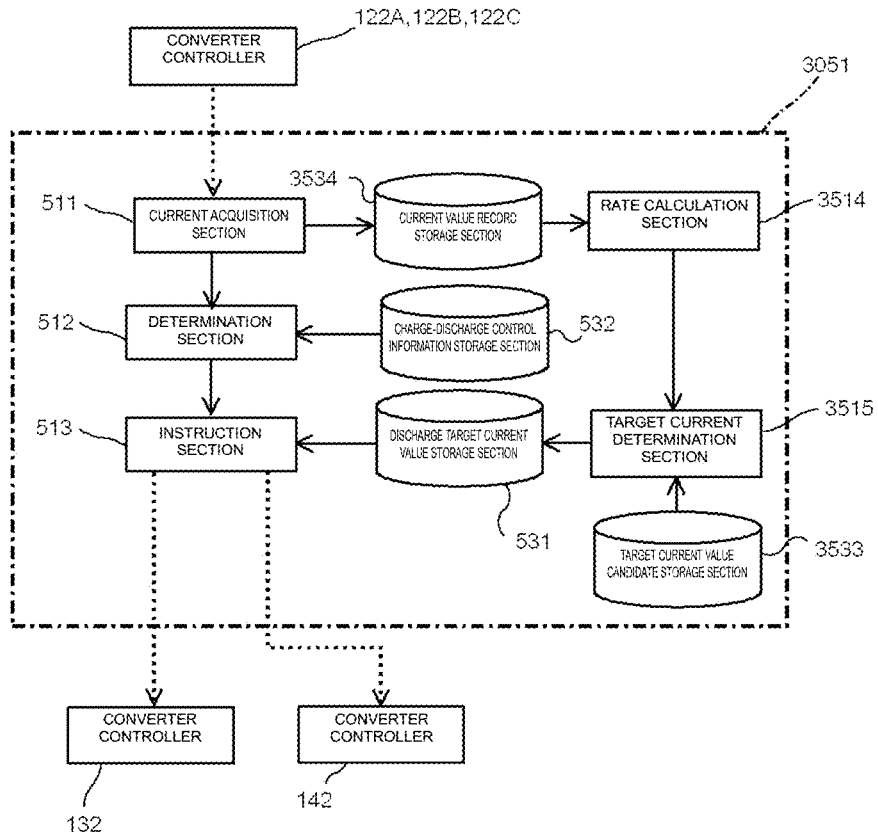 122A,122B,122C
CONVERTER
CONTROLLER
3051
3534
511
CURRENT ACQUISITION
SECTION
CURRENT VALUE RECORD
STORAGE SECTION
RATE CALCULATION
SECTION
3514
512
DETERMINATION
SECTION
CHARGE-DISCHARGE CONTROL
INFORMATION STORAGE SECTION
532
513
INSTRUCTION
SECTION
DISCHARGE TARGET CURRENT
VALUE STORAGE SECTION
TARGET CURRENT
DETERMINATION
SECTION
3515
531
TARGET CURRENT VALUE
CANDIDATE STORAGE SECTION
3533
CONVERTER
CONTROLLER
CONVERTER
CONTROLLER
132
142